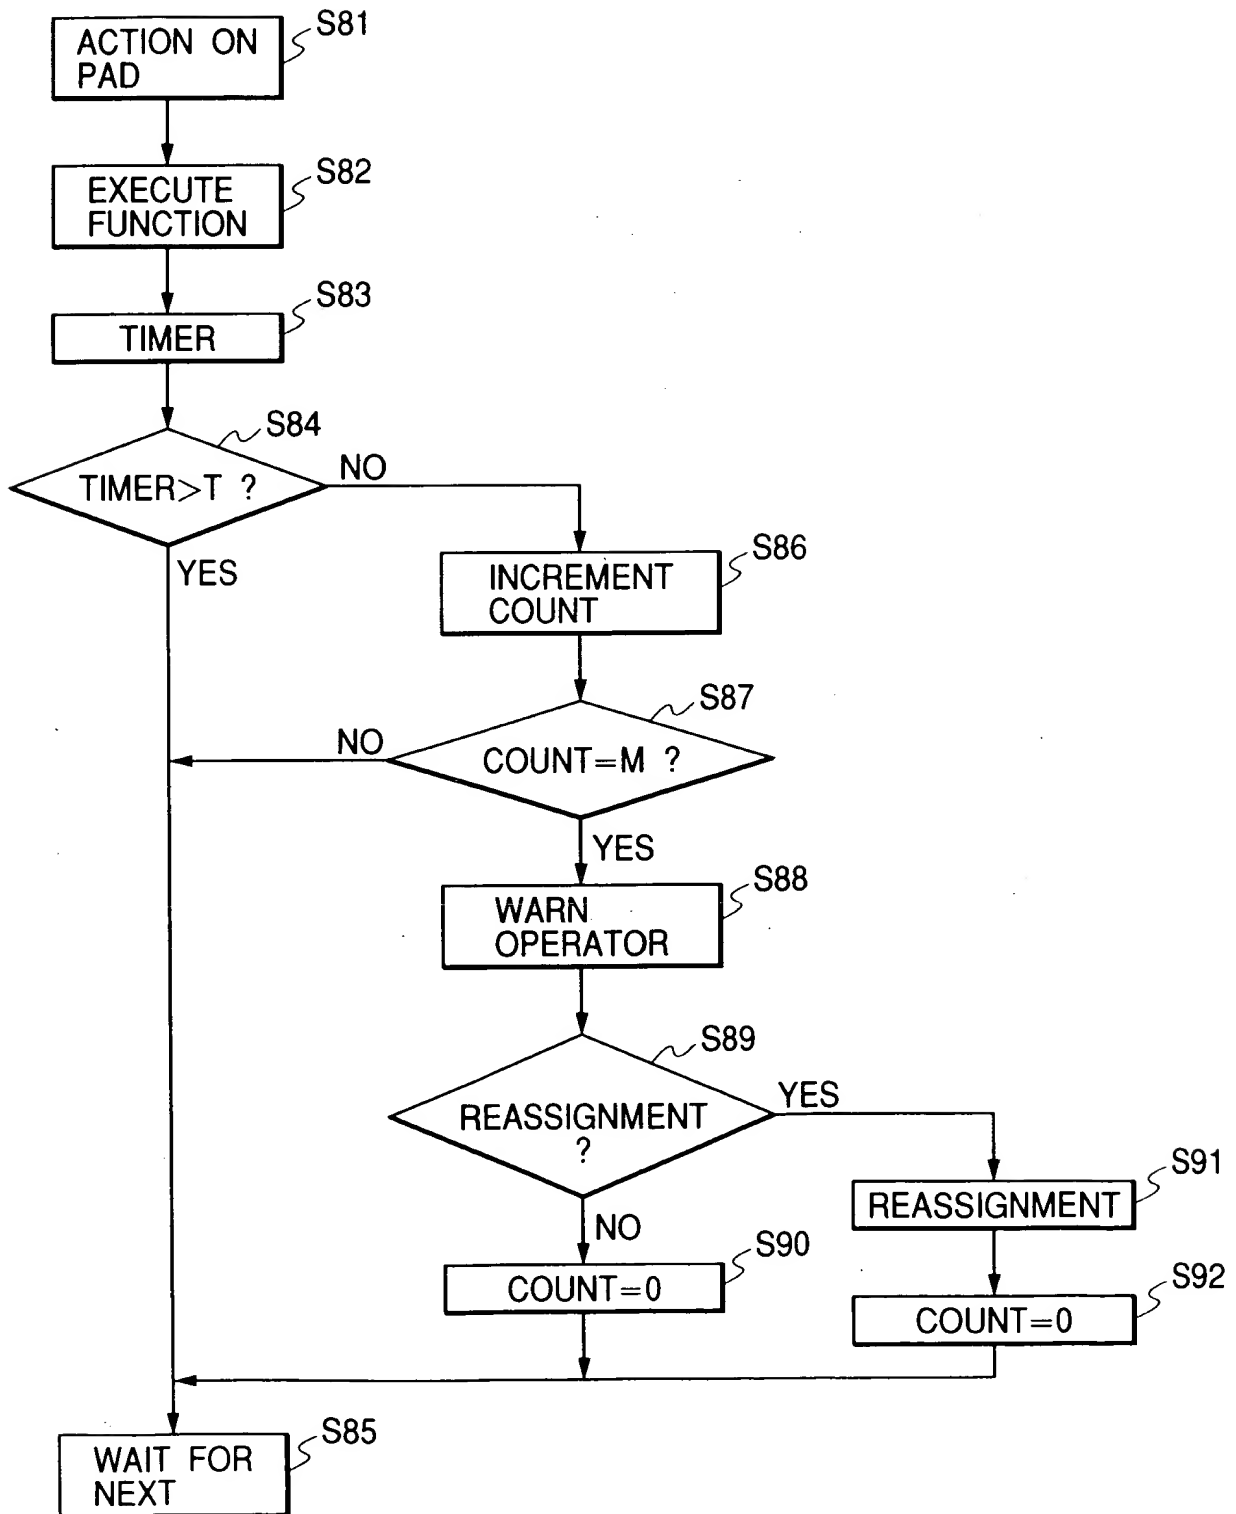 S81
ACTION ON
PAD
S82
EXECUTE
FUNCTION
S83
TIMER
S84
TIMER>T ?
NO
YES
S86
INCREMENT
COUNT
S87
NO
COUNT=M ?
YES
S88
WARN
OPERATOR
S89
REASSIGNMENT
?
YES
NO
S91
REASSIGNMENT
S90
COUNT=0
S92
COUNT=0
S85
WAIT FOR
NEXT